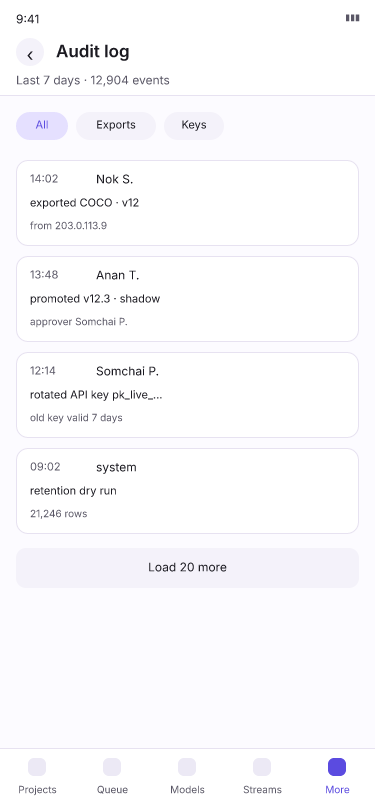 9:41
Audit log
Last 7 days · 12,904 events
All Exports Keys
14:02 Nok S.
exported COCO · v12
from 203.0.113.9
13:48 Anan T.
promoted v12.3 · shadow
approver Somchai P.
12:14 Somchai P.
rotated API key pk_live_...
old key valid 7 days
09:02 system
retention dry run
21,246 rows
Load 20 more
Projects Queue Models Streams More